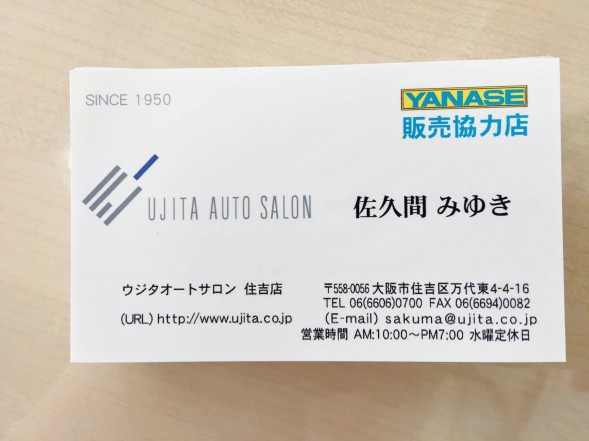 SINCE 1950
YANASE
販売協力店
UJITA AUTO SALON
佐久間 みゆき
ウジタオートサロン 住吉店
〒558-0056 大阪市住吉区万代東4-4-16
TEL 06(6606)0700 FAX 06(6694)0082
(URL) http://www.ujita.co.jp
(E-mail) sakuma@ujita.co.jp
営業時間 AM:10:00～PM7:00 水曜定休日